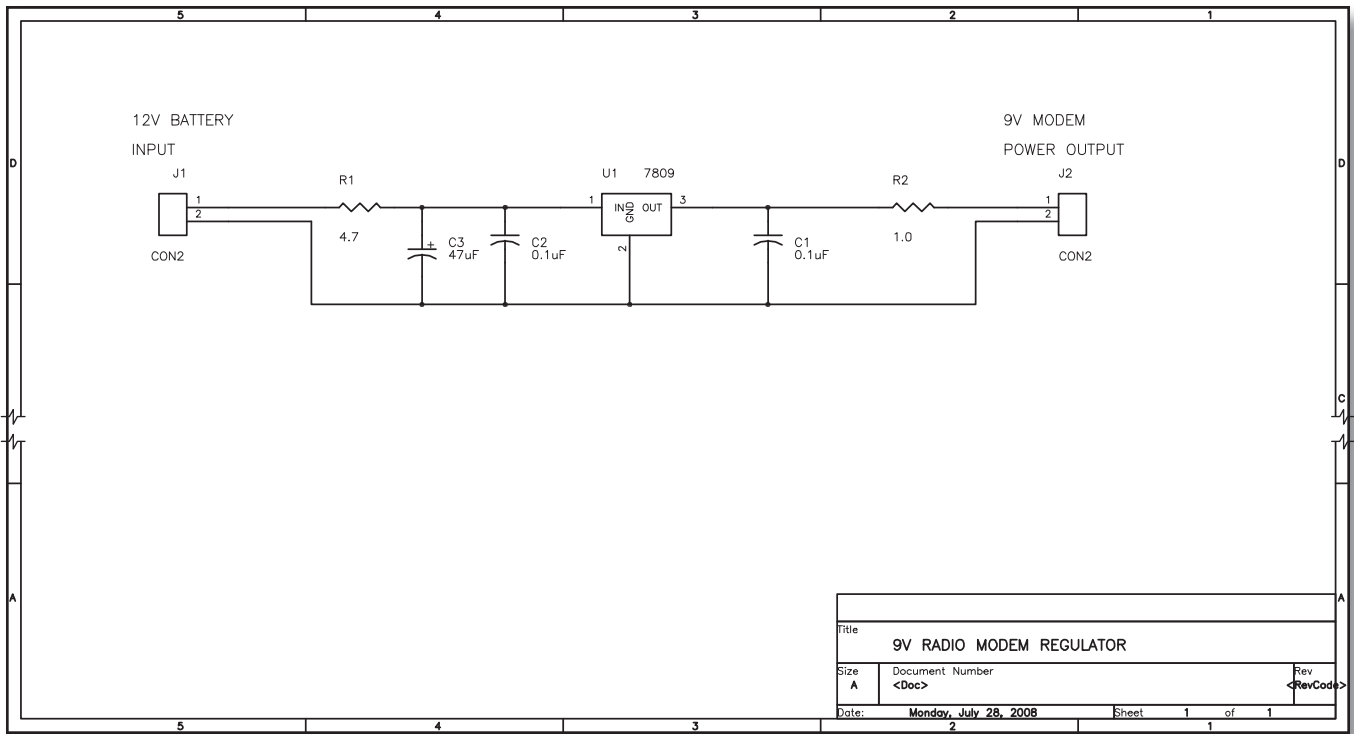 5 4 3 2 1
12V BATTERY
INPUT
9V MODEM
POWER OUTPUT
D
D
J1
R1
U1 7809
R2
J2
1
2
1
IN GND OUT
3
2
1
2
4.7
1.0
C3
47uF
+
C2
0.1uF
C1
0.1uF
CON2
CON2
C
A
A
Title
9V RADIO MODEM REGULATOR
Size
A
Document Number
<Doc>
Rev
<RevCode>
Date: Monday, July 28, 2008 Sheet 1 of 1
5 4 3 2 1